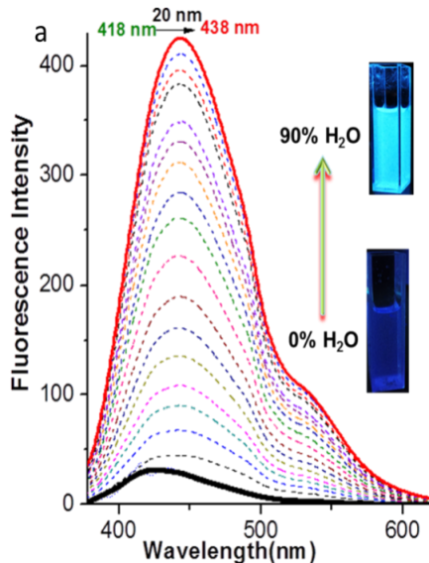 a
20 nm
418 nm
438 nm
400
300
200
100
0
Fluorescence Intensity
90% H₂O
0% H₂O
400
500
600
Wavelength(nm)